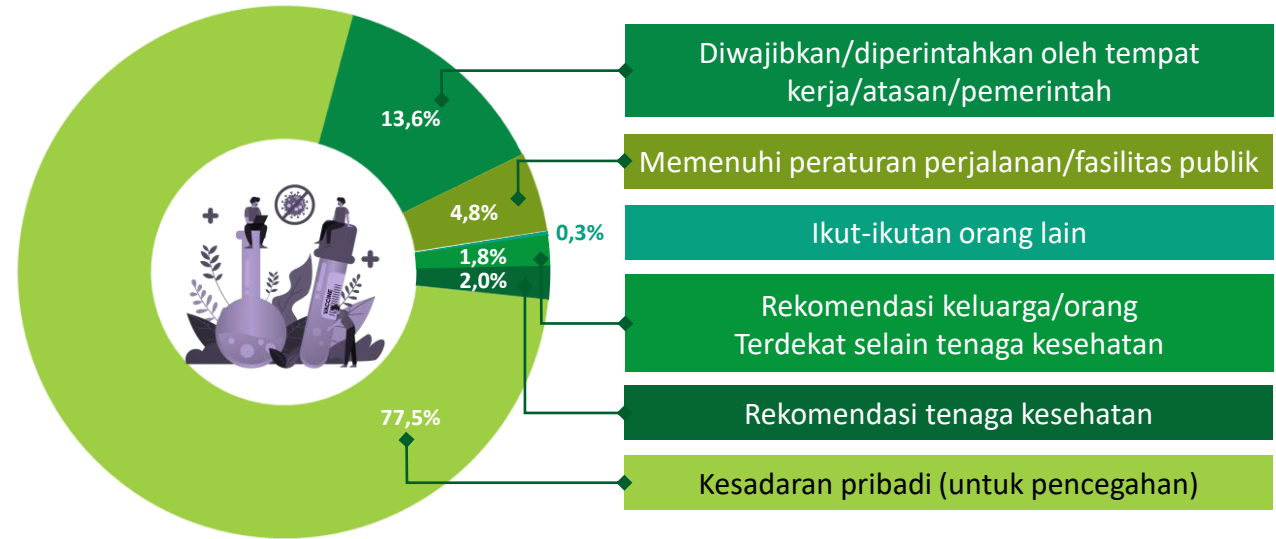 Diwajibkan/diperintahkan oleh tempat
kerja/atasan/pemerintah
13,6%
Memenuhi peraturan perjalanan/fasilitas publik
4,8%
Ikut-ikutan orang lain
0,3%
Rekomendasi keluarga/orang
Terdekat selain tenaga kesehatan
1,8%
Rekomendasi tenaga kesehatan
2,0%
Kesadaran pribadi (untuk pencegahan)
77,5%
VACCINE